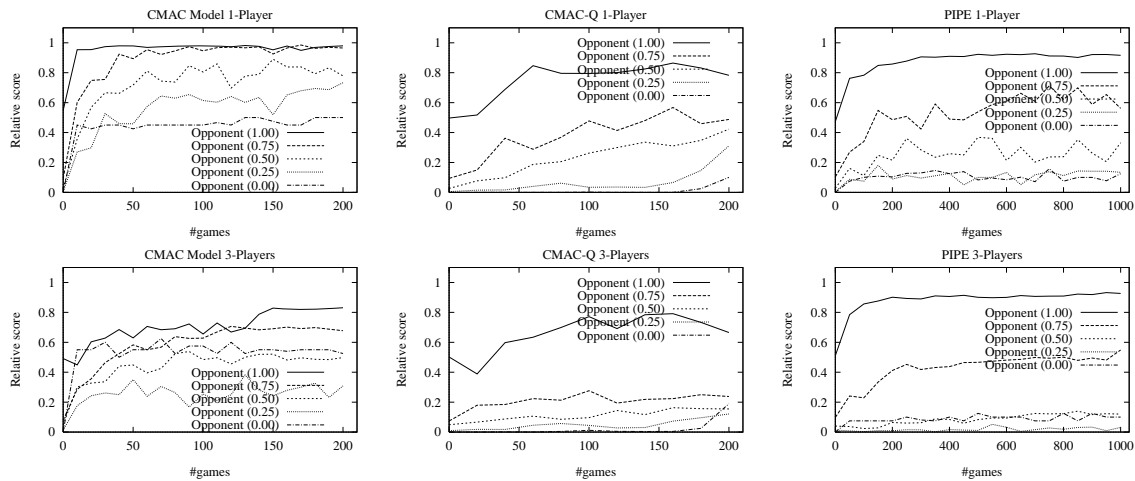 CMAC Model 1-Player
Relative score
1
0.8
0.6
0.4
0.2
0
Opponent (1.00)
Opponent (0.75)
Opponent (0.50)
Opponent (0.25)
Opponent (0.00)
0 50 100 150 200
#games
CMAC-Q 1-Player
Relative score
1
0.8
0.6
0.4
0.2
0
Opponent (1.00)
Opponent (0.75)
Opponent (0.50)
Opponent (0.25)
Opponent (0.00)
0 50 100 150 200
#games
PIPE 1-Player
Relative score
1
0.8
0.6
0.4
0.2
0
Opponent (1.00)
Opponent (0.75)
Opponent (0.50)
Opponent (0.25)
Opponent (0.00)
0 200 400 600 800 1000
#games
CMAC Model 3-Players
Relative score
1
0.8
0.6
0.4
0.2
0
Opponent (1.00)
Opponent (0.75)
Opponent (0.50)
Opponent (0.25)
Opponent (0.00)
0 50 100 150 200
#games
CMAC-Q 3-Players
Relative score
1
0.8
0.6
0.4
0.2
0
Opponent (1.00)
Opponent (0.75)
Opponent (0.50)
Opponent (0.25)
Opponent (0.00)
0 50 100 150 200
#games
PIPE 3-Players
Relative score
1
0.8
0.6
0.4
0.2
0
Opponent (1.00)
Opponent (0.75)
Opponent (0.50)
Opponent (0.25)
Opponent (0.00)
0 200 400 600 800 1000
#games